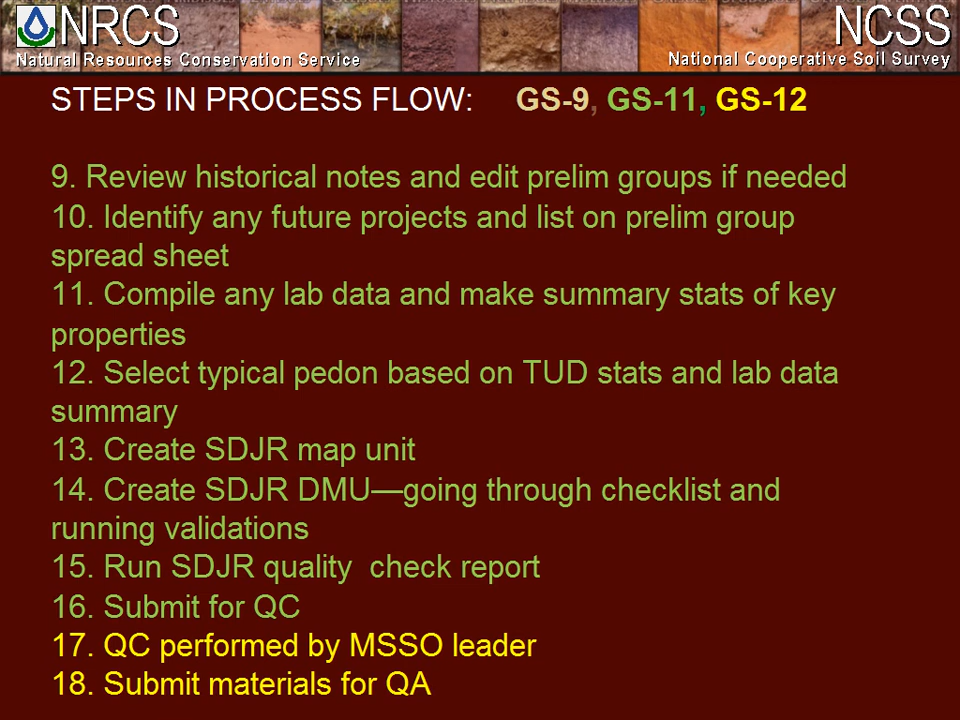 NRCS
NCSS
Natural Resources Conservation Service
National Cooperative Soil Survey
STEPS IN PROCESS FLOW: GS-9, GS-11, GS-12
9. Review historical notes and edit prelim groups if needed
10. Identify any future projects and list on prelim group
spread sheet
11. Compile any lab data and make summary stats of key
properties
12. Select typical pedon based on TUD stats and lab data
summary
13. Create SDJR map unit
14. Create SDJR DMU—going through checklist and
running validations
15. Run SDJR quality  check report
16. Submit for QC
17. QC performed by MSSO leader
18. Submit materials for QA